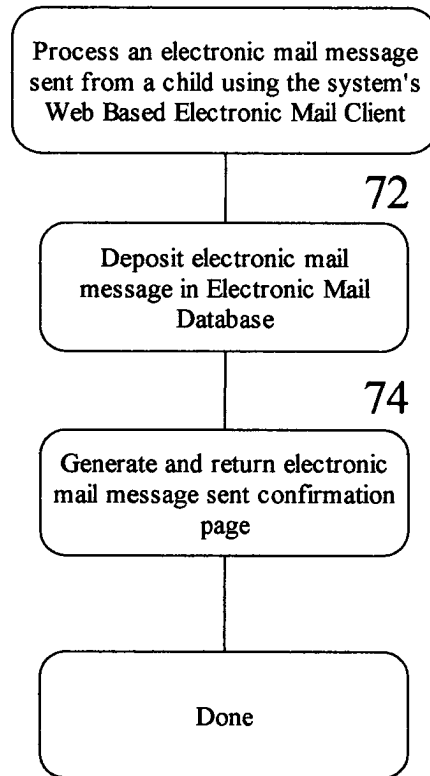 Process an electronic mail message
sent from a child using the system's
Web Based Electronic Mail Client
72
Deposit electronic mail
message in Electronic Mail
Database
74
Generate and return electronic
mail message sent confirmation
page
Done